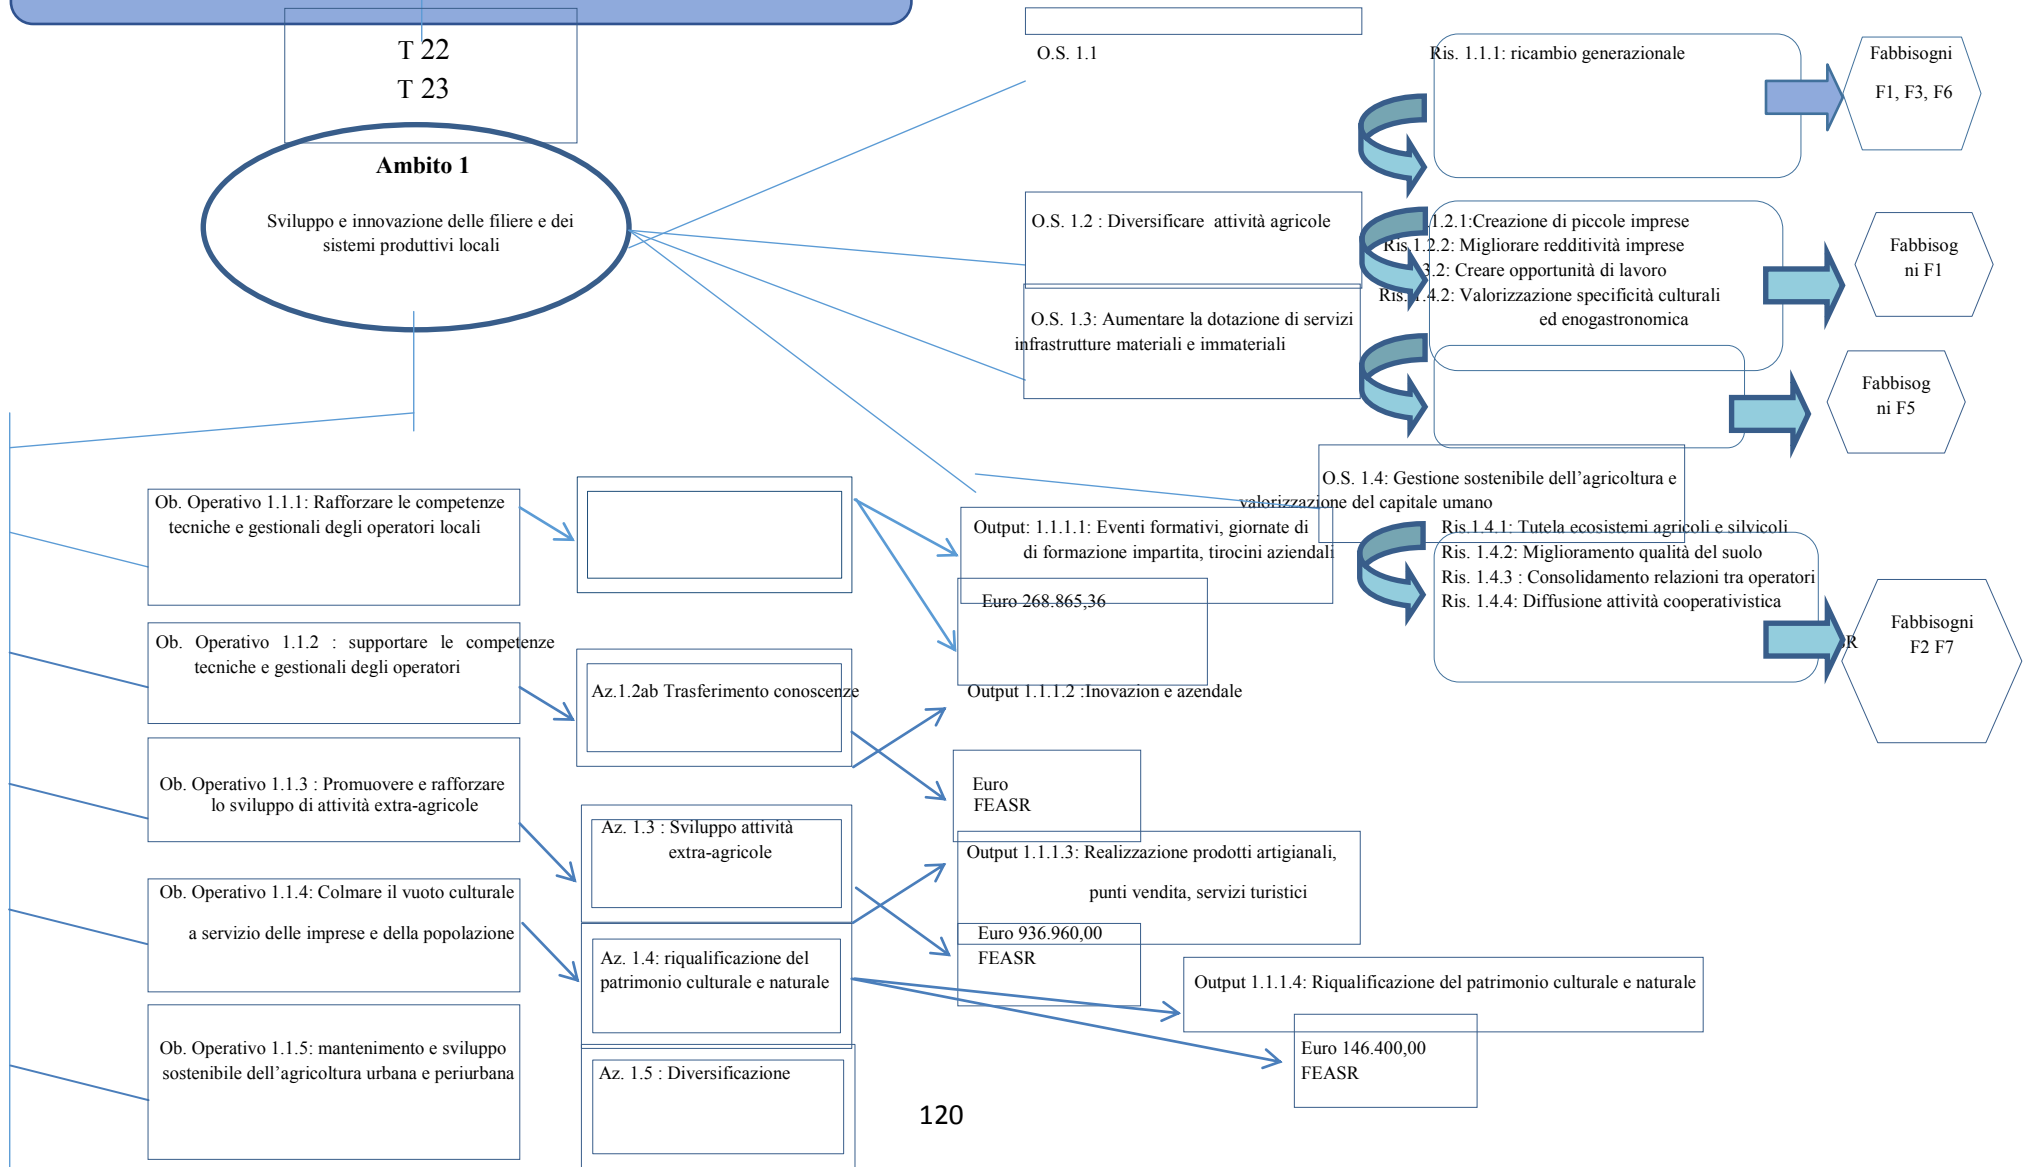 T 22
T 23
Ambito 1
Sviluppo e innovazione delle filiere e dei
sistemi produttivi locali
O.S. 1.1
Ris. 1.1.1: ricambio generazionale
Fabbisogni
F1, F3, F6
O.S. 1.2 : Diversificare attività agricole
1.2.1:Creazione di piccole imprese
Ris.1.2.2: Migliorare redditività imprese
3.2: Creare opportunità di lavoro
Ris. 1.4.2: Valorizzazione specificità culturali
ed enogastronomica
Fabbisog
ni F1
O.S. 1.3: Aumentare la dotazione di servizi
infrastrutture materiali e immateriali
Fabbisog
ni F5
O.S. 1.4: Gestione sostenibile dell’agricoltura e
valorizzazione del capitale umano
Ris.1.4.1: Tutela ecosistemi agricoli e silvicoli
Ris. 1.4.2: Miglioramento qualità del suolo
Ris. 1.4.3 : Consolidamento relazioni tra operatori
Ris. 1.4.4: Diffusione attività cooperativistica
Fabbisogni
F2 F7
Ob. Operativo 1.1.1: Rafforzare le competenze
tecniche e gestionali degli operatori locali
Output: 1.1.1.1: Eventi formativi, giornate di
di formazione impartita, tirocini aziendali
Euro 268.865,36
Ob. Operativo 1.1.2 : supportare le competenze
tecniche e gestionali degli operatori
Az.1.2ab Trasferimento conoscenze
Output 1.1.1.2 :Inovazion e azendale
Euro
FEASR
Ob. Operativo 1.1.3 : Promuovere e rafforzare
lo sviluppo di attività extra-agricole
Az. 1.3 : Sviluppo attività
extra-agricole
Output 1.1.1.3: Realizzazione prodotti artigianali,
punti vendita, servizi turistici
Euro 936.960,00
FEASR
Ob. Operativo 1.1.4: Colmare il vuoto culturale
a servizio delle imprese e della popolazione
Az. 1.4: riqualificazione del
patrimonio culturale e naturale
Output 1.1.1.4: Riqualificazione del patrimonio culturale e naturale
Euro 146.400,00
FEASR
Ob. Operativo 1.1.5: mantenimento e sviluppo
sostenibile dell’agricoltura urbana e periurbana
Az. 1.5 : Diversificazione
120